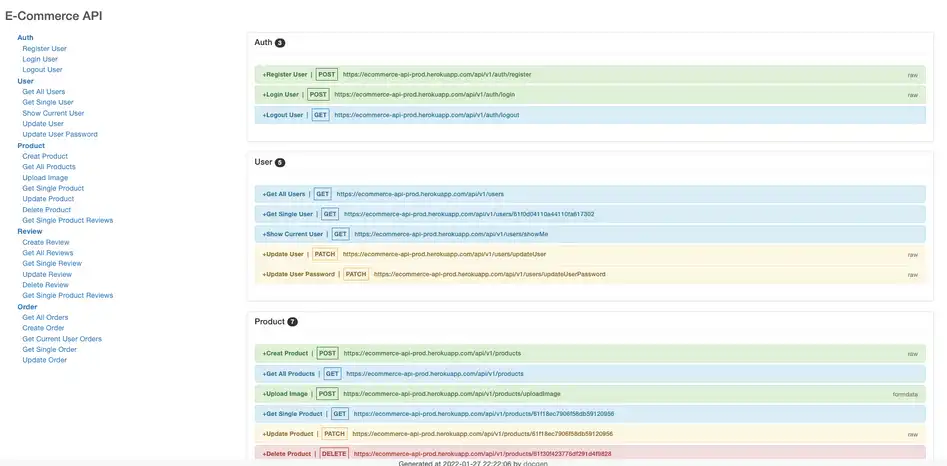 E-Commerce API
Auth
Register User
Login User
Logout User
User
Get All Users
Get Single User
Show Current User
Update User
Update User Password
Product
Creat Product
Get All Products
Upload Image
Get Single Product
Update Product
Delete Product
Get Single Product Reviews
Review
Create Review
Get All Reviews
Get Single Review
Update Review
Delete Review
Get Single Product Reviews
Order
Get All Orders
Create Order
Get Current User Orders
Get Single Order
Update Order
Auth 3
+Register User | POST https://ecommerce-api-prod.herokuapp.com/api/v1/auth/register raw
+Login User | POST https://ecommerce-api-prod.herokuapp.com/api/v1/auth/login raw
+Logout User | GET https://ecommerce-api-prod.herokuapp.com/api/v1/auth/logout
User 5
+Get All Users | GET https://ecommerce-api-prod.herokuapp.com/api/v1/users
+Get Single User | GET https://ecommerce-api-prod.herokuapp.com/api/v1/users/61f0d04110a44110fa617302
+Show Current User | GET https://ecommerce-api-prod.herokuapp.com/api/v1/users/showMe
+Update User | PATCH https://ecommerce-api-prod.herokuapp.com/api/v1/users/updateUser raw
+Update User Password | PATCH https://ecommerce-api-prod.herokuapp.com/api/v1/users/updateUserPassword raw
Product 7
+Creat Product | POST https://ecommerce-api-prod.herokuapp.com/api/v1/products raw
+Get All Products | GET https://ecommerce-api-prod.herokuapp.com/api/v1/products
+Upload Image | POST https://ecommerce-api-prod.herokuapp.com/api/v1/products/uploadImage formdata
+Get Single Product | GET https://ecommerce-api-prod.herokuapp.com/api/v1/products/61f18ec7906f58db59120956
+Update Product | PATCH https://ecommerce-api-prod.herokuapp.com/api/v1/products/61f18ec7906f58db59120956 raw
+Delete Product | DELETE https://ecommerce-api-prod.herokuapp.com/api/v1/products/61f30f423776df291d4f9828
Generated at 2022-01-27 22:22:06 by docgen